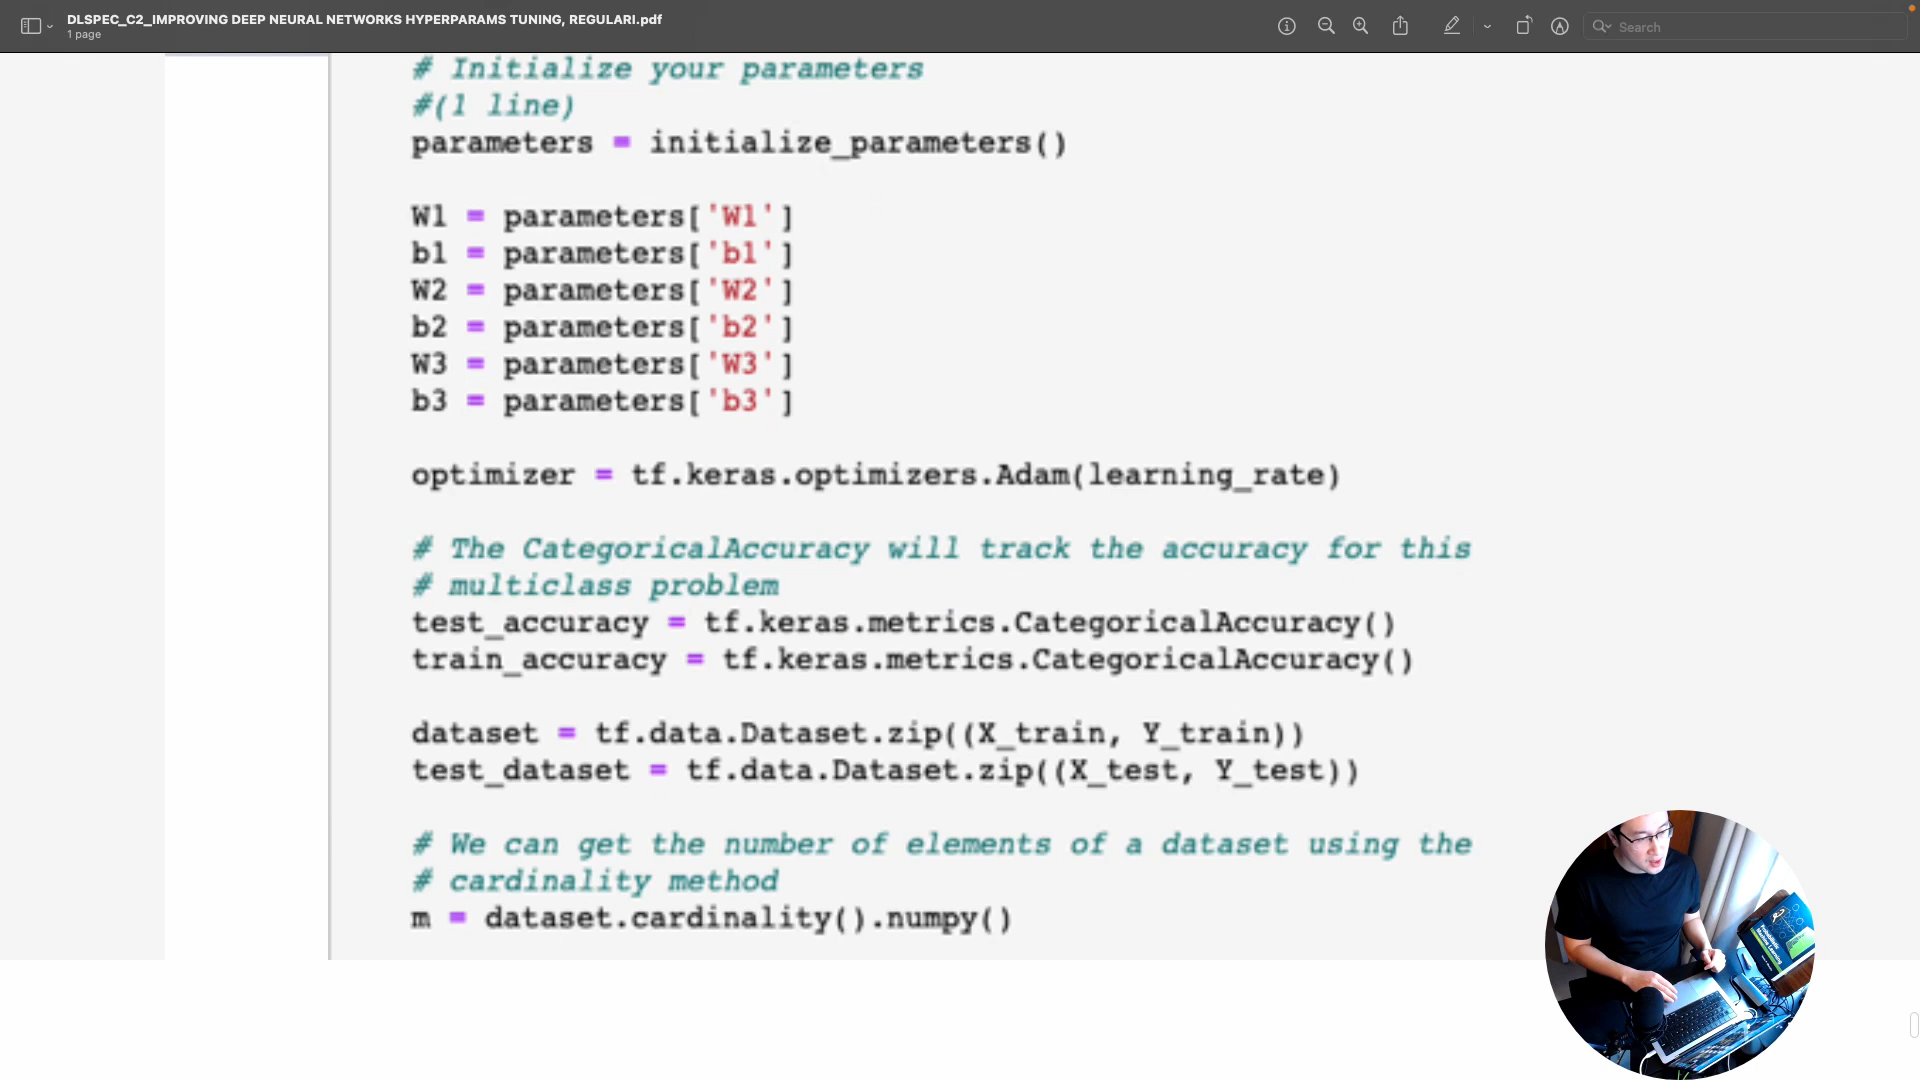 DLSPEC_C2_IMPROVING DEEP NEURAL NETWORKS HYPERPARAMS TUNING, REGULARI.pdf
1 page
Search
# Initialize your parameters
#(1 line)
parameters = initialize_parameters()
W1 = parameters['W1']
b1 = parameters['b1']
W2 = parameters['W2']
b2 = parameters['b2']
W3 = parameters['W3']
b3 = parameters['b3']
optimizer = tf.keras.optimizers.Adam(learning_rate)
# The CategoricalAccuracy will track the accuracy for this
# multiclass problem
test_accuracy = tf.keras.metrics.CategoricalAccuracy()
train_accuracy = tf.keras.metrics.CategoricalAccuracy()
dataset = tf.data.Dataset.zip((X_train, Y_train))
test_dataset = tf.data.Dataset.zip((X_test, Y_test))
# We can get the number of elements of a dataset using the
# cardinality method
m = dataset.cardinality().numpy()
Probabilistic
Machine Learning